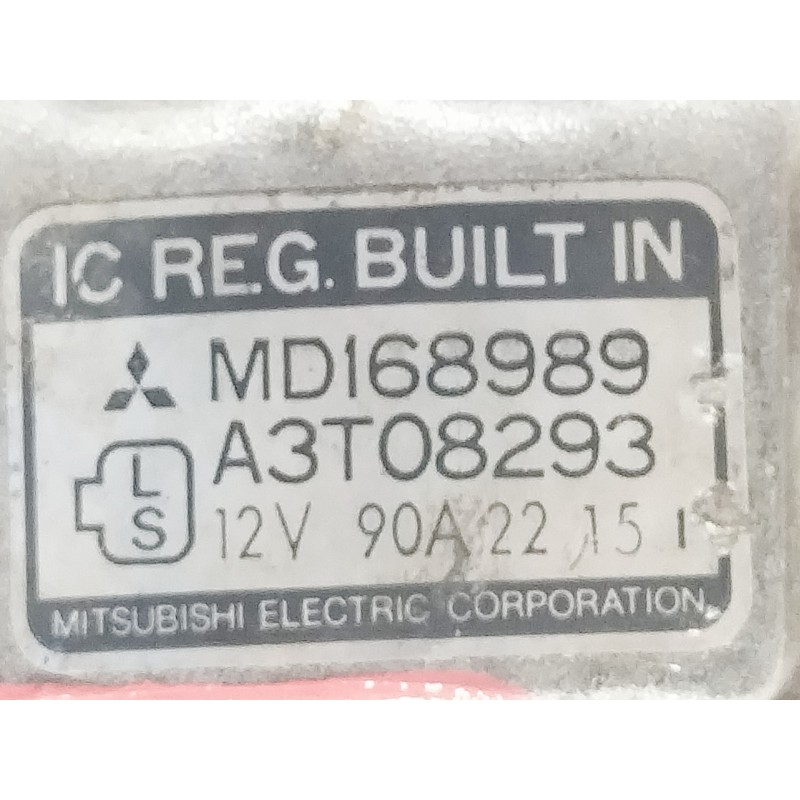 IC REG. BUILT IN
MD168989
A3T08293
L
S
12V 90A 22 15
MITSUBISHI ELECTRIC CORPORATION